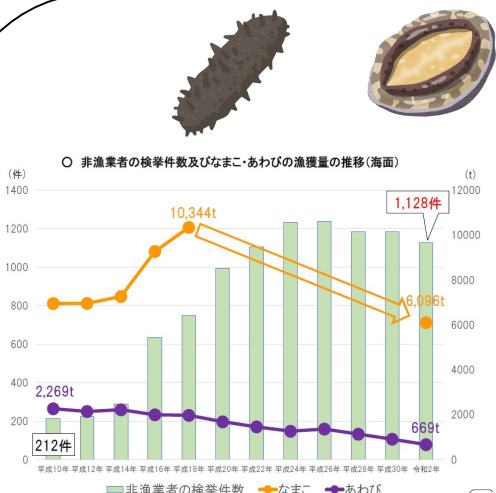 ○ 非漁業者の検挙件数及びなまこ・あわびの漁獲量の推移（海面）
（件）
（t）
1400
1200
1000
800
600
400
200
0
12000
10000
8000
6000
4000
2000
0
1,128件
10,344t
6,096t
2,269t
669t
212件
平成10年 平成12年 平成14年 平成16年 平成18年 平成20年 平成22年 平成24年 平成26年 平成28年 平成30年 令和2年
非漁業者の検挙件数 なまこ あわび